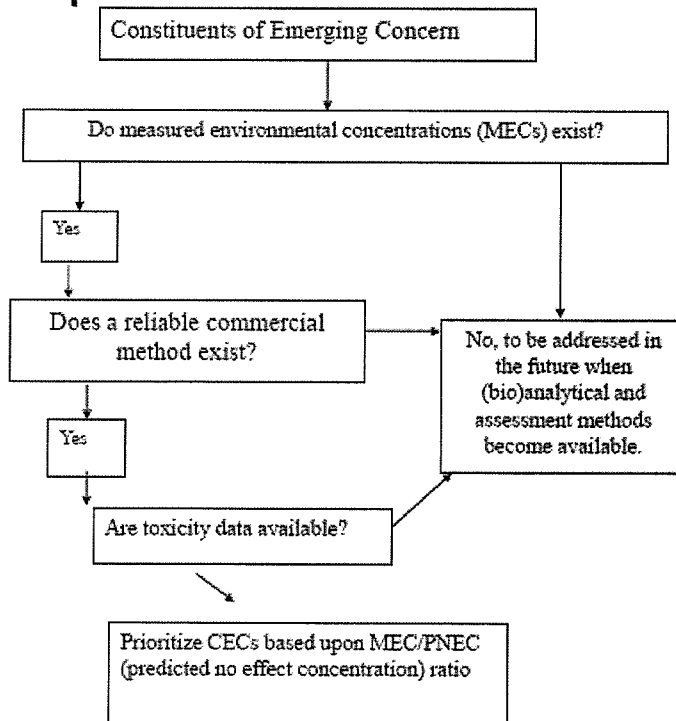 Constituents of Emerging Concern
Do measured environmental concentrations (MECs) exist?
Yes
Does a reliable commercial
method exist?
No, to be addressed in
the future when
(bio)analytical and
assessment methods
become available.
Yes
Are toxicity data available?
Prioritize CECs based upon MEC/PNEC
(predicted no effect concentration) ratio